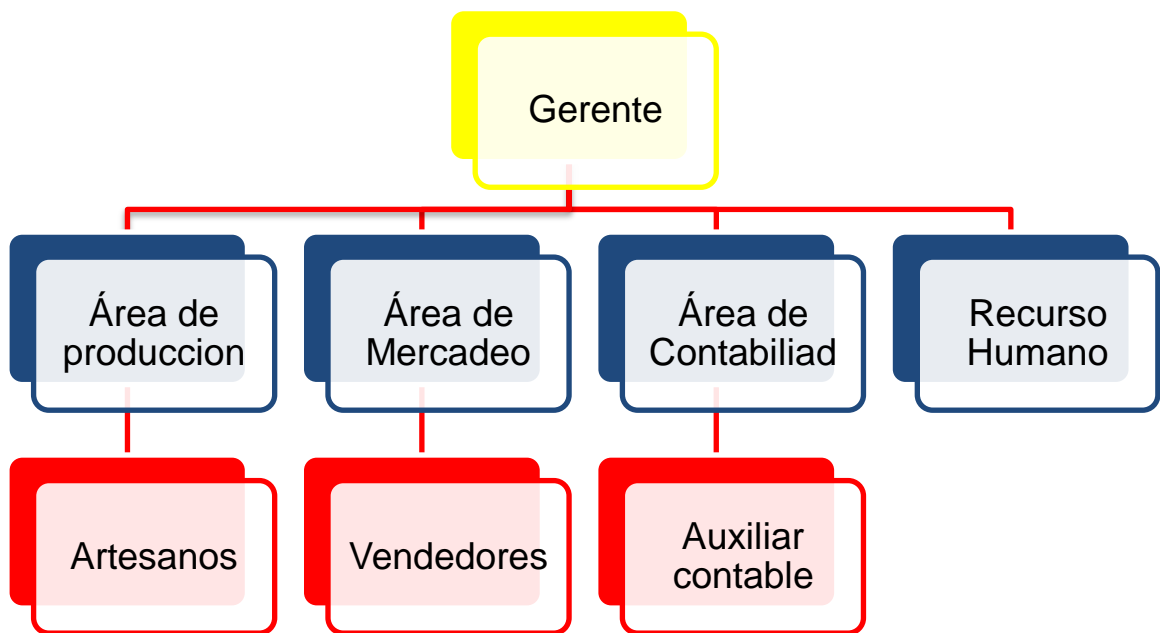 Gerente
Área de
produccion
Área de
Mercadeo
Área de
Contabiliad
Recurso
Humano
Artesanos
Vendedores
Auxiliar
contable